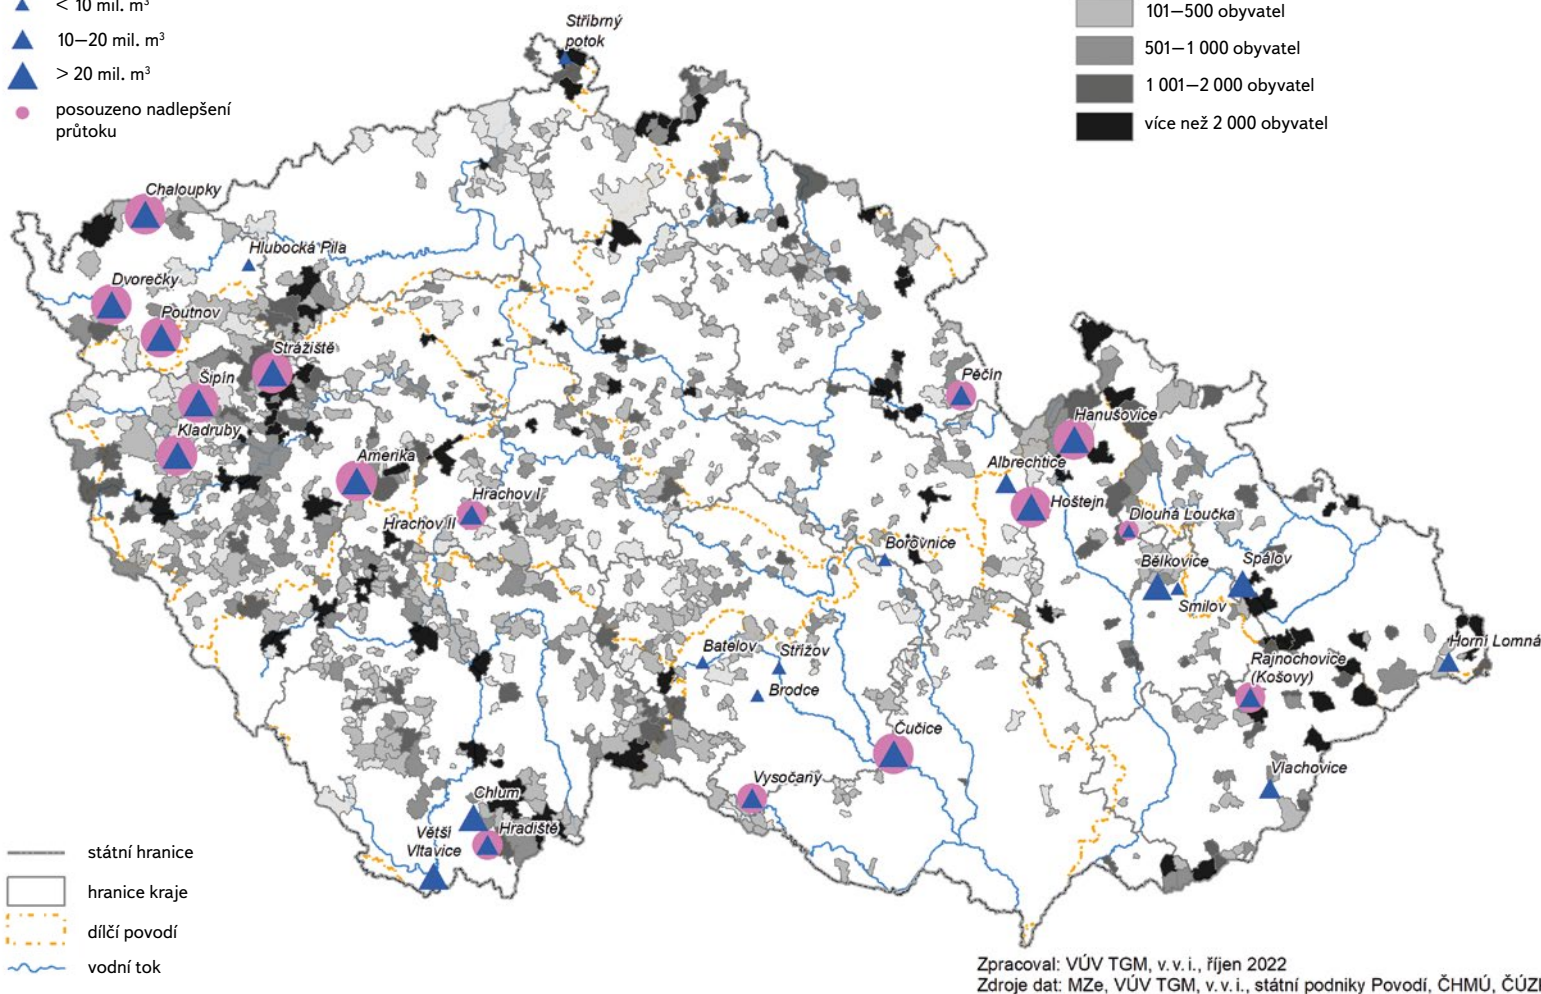 < 10 mil. m³
10—20 mil. m³
> 20 mil. m³
posouzeno nadlepšení
průtoku
101—500 obyvatel
501—1 000 obyvatel
1 001—2 000 obyvatel
více než 2 000 obyvatel
Stříbrný
potok
Chaloupky
Hlubocká Pila
Dvorečky
Poutnov
Strážiště
Šipín
Kladruby
Pěčín
Hanušovice
Amerika
Albrechtice
Hrachov I
Hoštejn
Hrachov II
Dlouhá Loučka
Borovnice
Bělkovice
Spálov
Smilov
Horní Lomná
Batelov
Střížov
Rajnochovice
(Košovy)
Brodce
Čučice
Vysočany
Vlachovice
Chlum
Hradiště
Větší
Vltavice
státní hranice
hranice kraje
dílčí povodí
vodní tok
Zpracoval: VÚV TGM, v. v. i., říjen 2022
Zdroje dat: MZe, VÚV TGM, v. v. i., státní podniky Povodí, ČHMÚ, ČÚZK